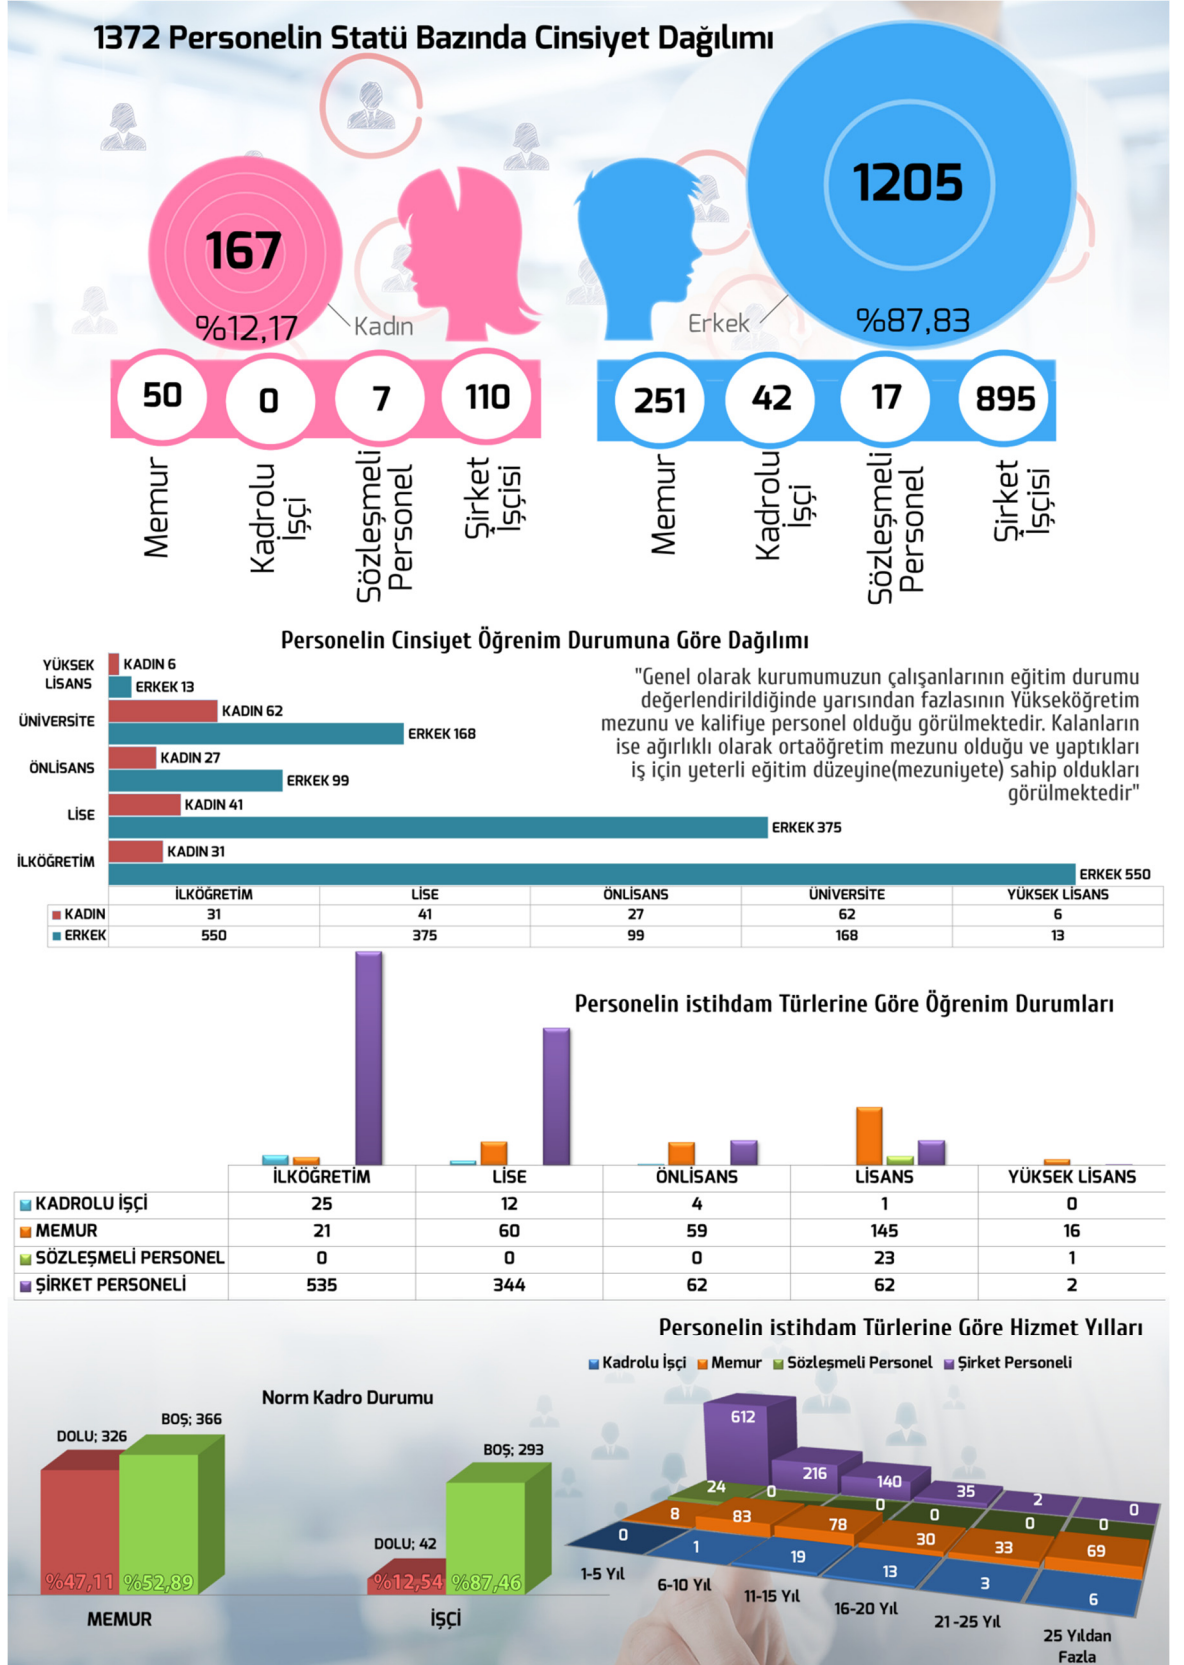 1372 Personelin Statü Bazında Cinsiyet Dağılımı
167
%12,17
Kadın
1205
%87,83
Erkek
50
0
7
110
251
42
17
895
Memur
Kadrolu
İşçi
Sözleşmeli
Personel
Şirket
İşçisi
Memur
Kadrolu
İşçi
Sözleşmeli
Personel
Şirket
İşçisi
Personelin Cinsiyet Öğrenim Durumuna Göre Dağılımı
YÜKSEK
LİSANS
KADIN 6
ERKEK 13
ÜNİVERSİTE
KADIN 62
ERKEK 168
ÖNLİSANS
KADIN 27
ERKEK 99
LİSE
KADIN 41
ERKEK 375
İLKÖĞRETİM
KADIN 31
ERKEK 550
"Genel olarak kurumumuzun çalışanlarının eğitim durumu
değerlendirildiğinde yarısından fazlasının Yükseköğretim
mezunu ve kalifiye personel olduğu görülmektedir. Kalanların
ise ağırlıklı olarak ortaöğretim mezunu olduğu ve yaptıkları
iş için yeterli eğitim düzeyine(mezuniyete) sahip oldukları
görülmektedir"
İLKÖĞRETİM LİSE ÖNLİSANS ÜNİVERSİTE YÜKSEK LİSANS
KADIN 31 41 27 62 6
ERKEK 550 375 99 168 13
Personelin istihdam Türlerine Göre Öğrenim Durumları
İLKÖĞRETİM LİSE ÖNLİSANS LİSANS YÜKSEK LİSANS
KADROLU İŞÇİ 25 12 4 1 0
MEMUR 21 60 59 145 16
SÖZLEŞMELİ PERSONEL 0 0 0 23 1
ŞİRKET PERSONELİ 535 344 62 62 2
Personelin istihdam Türlerine Göre Hizmet Yılları
Kadrolu İşçi Memur Sözleşmeli Personel Şirket Personeli
612 216 140 35 2 0
24 0 0 0 0 0
8 83 78 30 33 69
0 1 19 13 3 6
1-5 Yıl
6-10 Yıl
11-15 Yıl
16-20 Yıl
21 -25 Yıl
25 Yıldan
Fazla
Norm Kadro Durumu
DOLU; 326
BOŞ; 366
%47,11 %52,89
MEMUR
DOLU; 42
BOŞ; 293
%12,54 %87,46
İŞÇİ